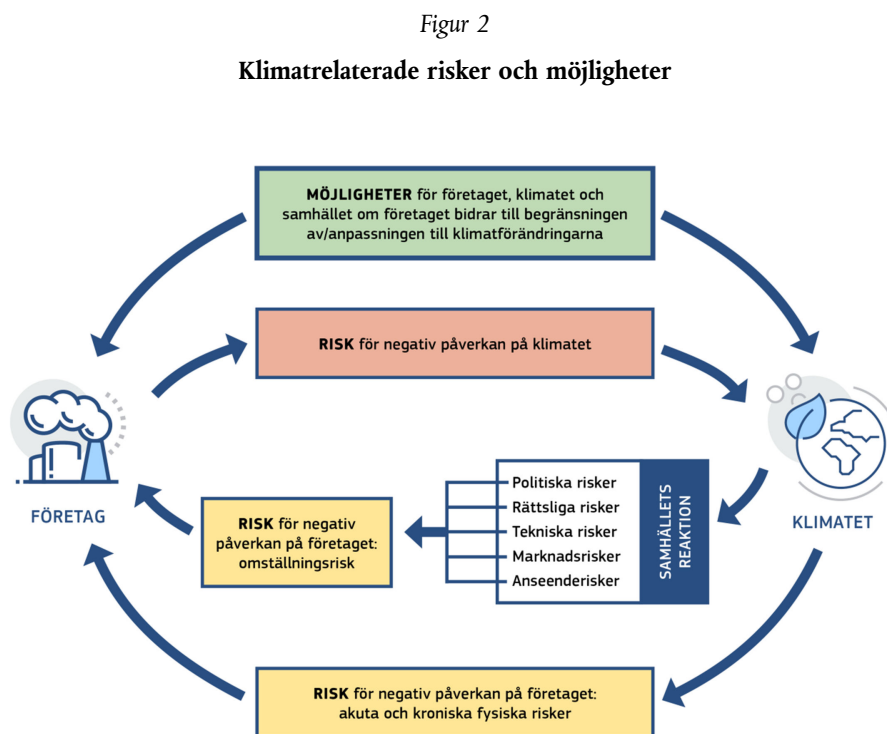 Figur 2
Klimatrelaterade risker och möjligheter
MÖJLIGHETER för företaget, klimatet och
samhället om företaget bidrar till begränsningen
av/anpassningen till klimatförändringarna
RISK för negativ påverkan på klimatet
FÖRETAG
RISK för negativ
påverkan på företaget:
omställningsrisk
Politiska risker
Rättsliga risker
Tekniska risker
Marknadsrisker
Anseenderisker
SAMHÄLLETS
REAKTION
KLIMATET
RISK för negativ påverkan på företaget:
akuta och kroniska fysiska risker